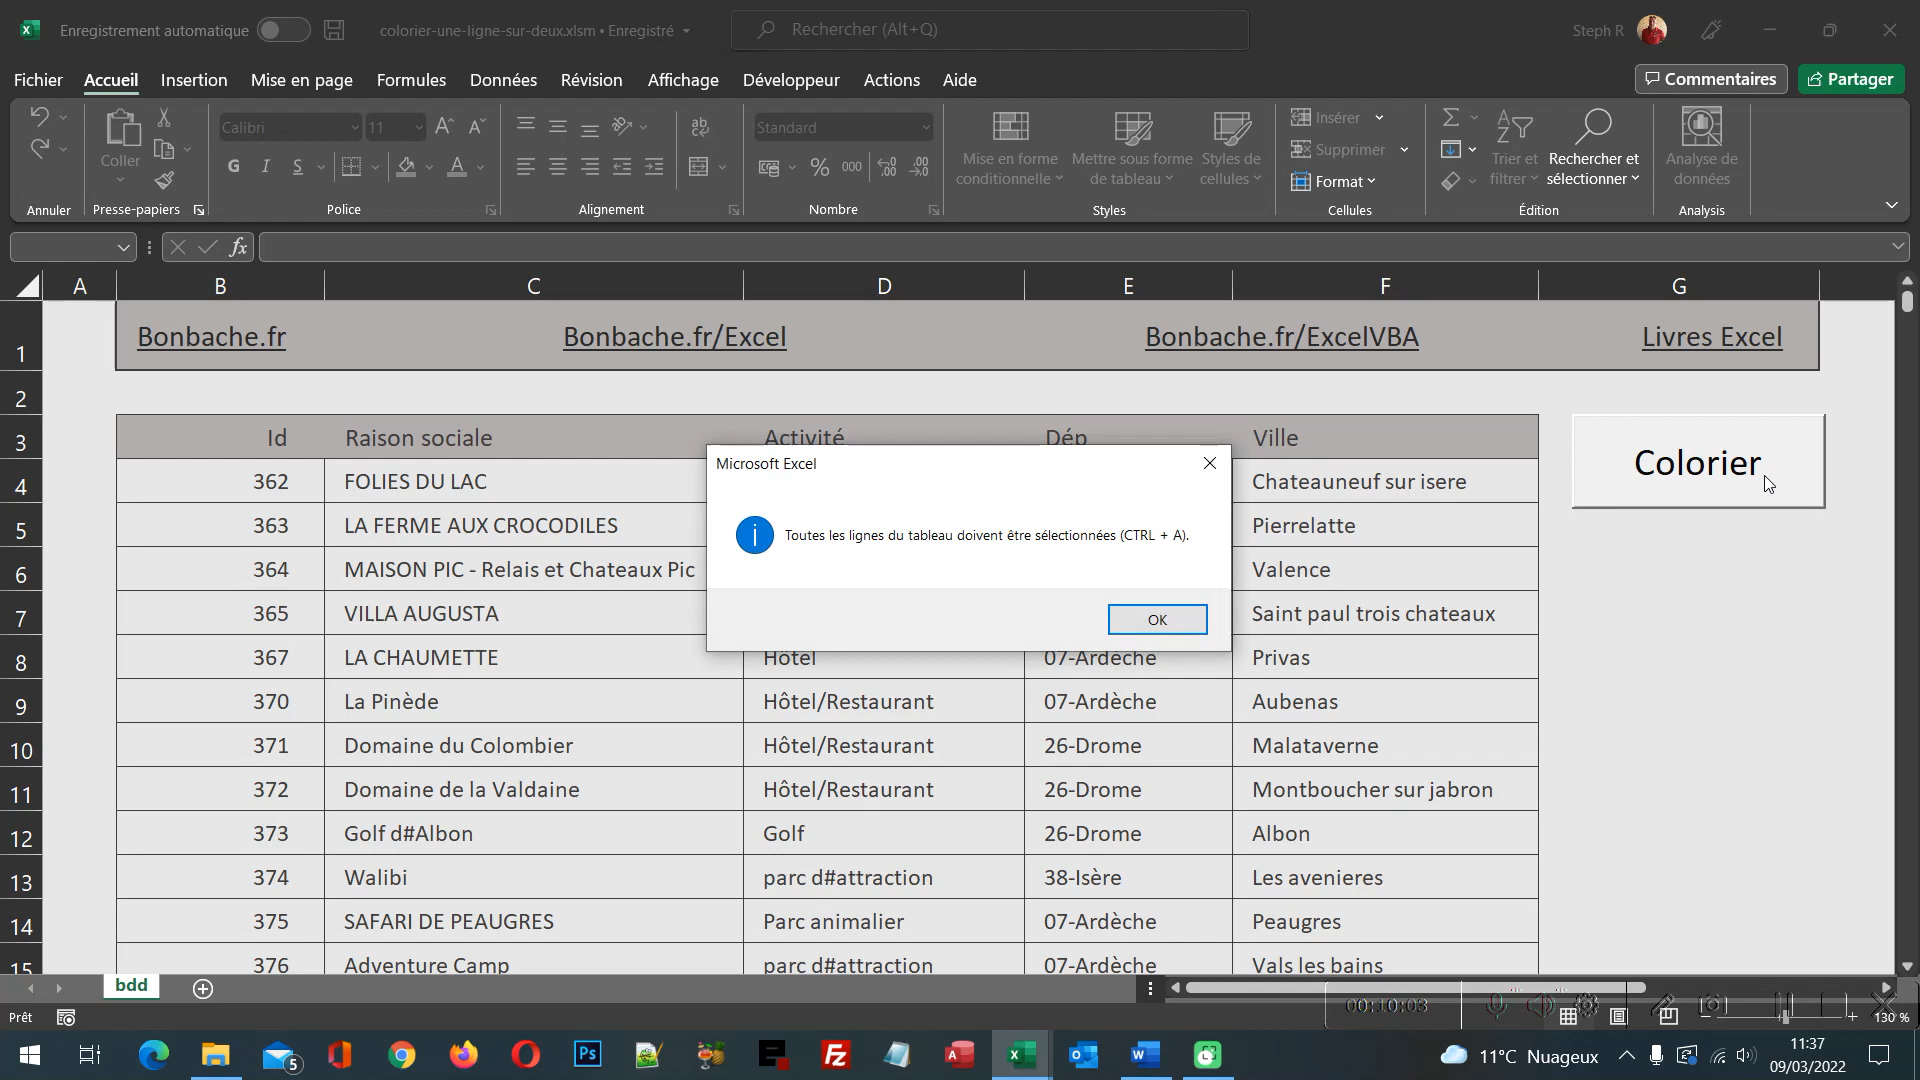 Enregistrement automatique
colorier-une-ligne-sur-deux.xlsm • Enregistré
Rechercher (Alt+Q)
Steph R
Fichier Accueil Insertion Mise en page Formules Données Révision Affichage Développeur Actions Aide
Commentaires
Partager
Coller
Calibri 11
G I S
Standard
% 000
Mise en forme conditionnelle
Mettre sous forme de tableau
Styles de cellules
Insérer
Supprimer
Format
Trier et filtrer
Rechercher et sélectionner
Analyse de données
Annuler Presse-papiers Police Alignement Nombre Styles Cellules Édition Analysis
fx
A B C D E F G
1 Bonbache.fr Bonbache.fr/Excel Bonbache.fr/ExcelVBA Livres Excel
2
3 Id Raison sociale Activité Dép Ville
Colorier
4 362 FOLIES DU LAC Chateauneuf sur isere
5 363 LA FERME AUX CROCODILES Pierrelatte
6 364 MAISON PIC - Relais et Chateaux Pic Valence
7 365 VILLA AUGUSTA Saint paul trois chateaux
8 367 LA CHAUMETTE Hôtel 07-Ardèche Privas
9 370 La Pinède Hôtel/Restaurant 07-Ardèche Aubenas
10 371 Domaine du Colombier Hôtel/Restaurant 26-Drome Malataverne
11 372 Domaine de la Valdaine Hôtel/Restaurant 26-Drome Montboucher sur jabron
12 373 Golf d#Albon Golf 26-Drome Albon
13 374 Walibi parc d#attraction 38-Isère Les avenieres
14 375 SAFARI DE PEAUGRES Parc animalier 07-Ardèche Peaugres
15 376 Adventure Camp parc d#attraction 07-Ardèche Vals les bains
Microsoft Excel
Toutes les lignes du tableau doivent être sélectionnées (CTRL + A).
OK
bdd
00:10:03
Prêt
130 %
5
11°C Nuageux
11:37
09/03/2022